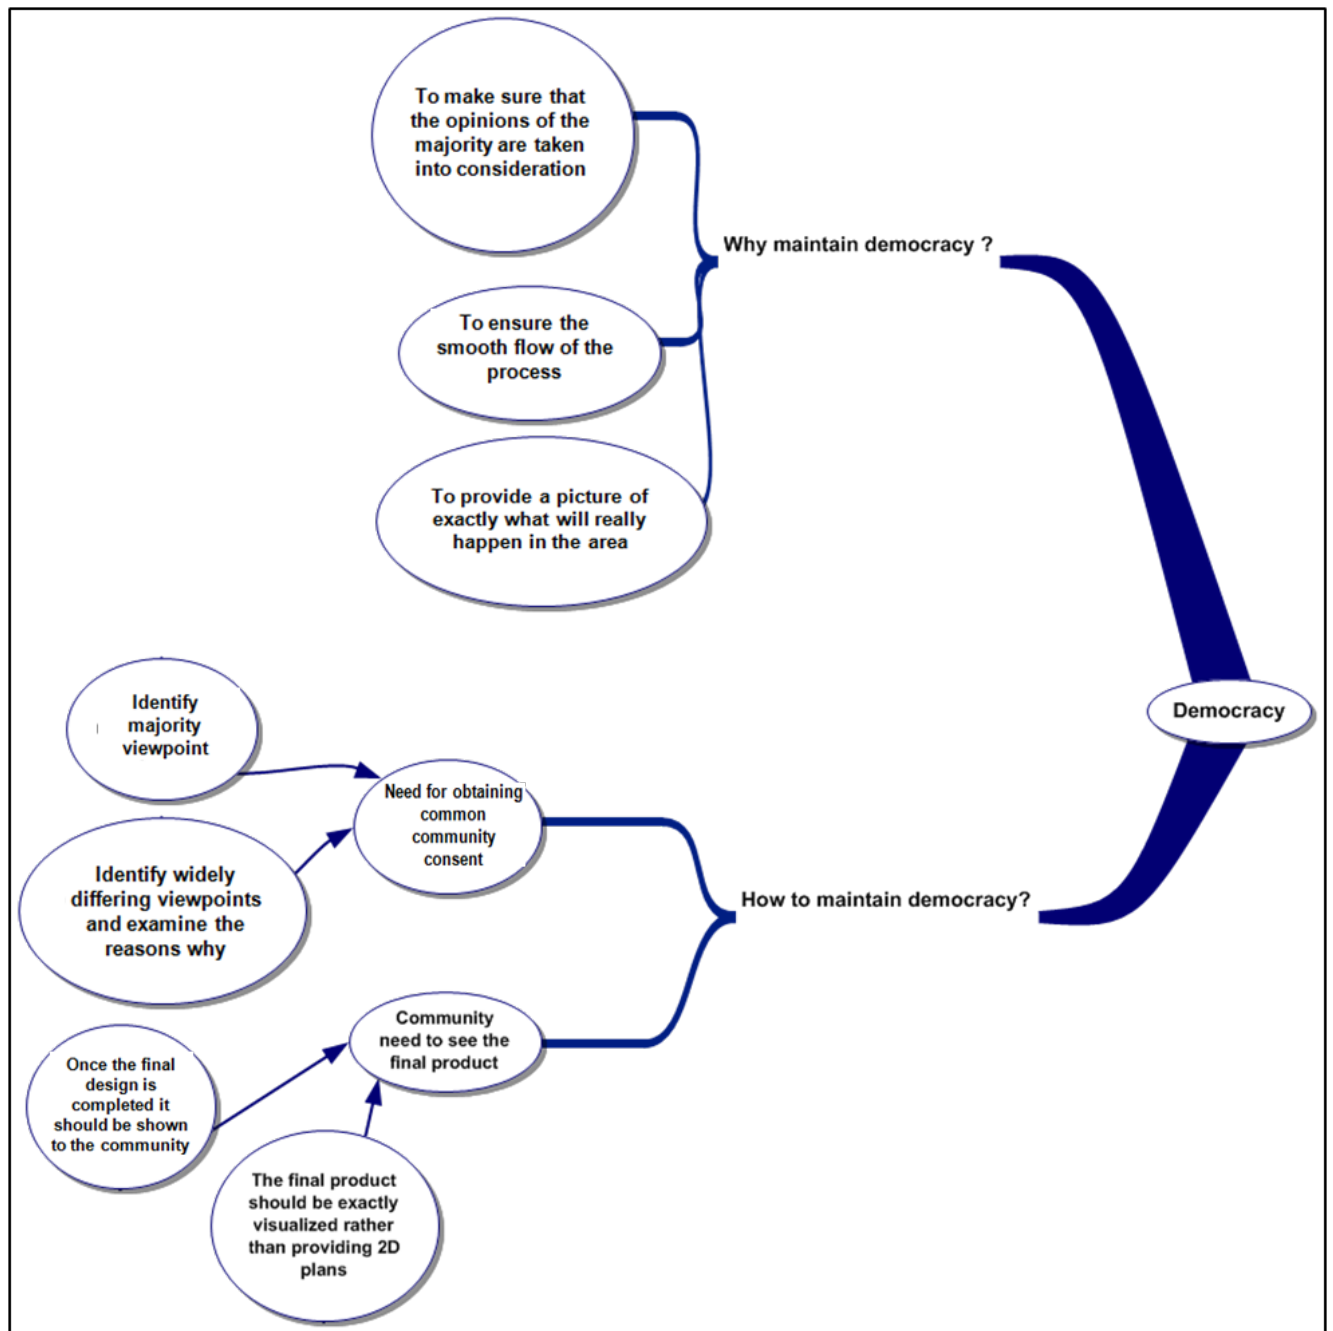 To make sure that
the opinions of the
majority are taken
into consideration
Why maintain democracy ?
To ensure the
smooth flow of the
process
To provide a picture of
exactly what will really
happen in the area
Democracy
Identify
majority
viewpoint
Need for obtaining
common
community
consent
Identify widely
differing viewpoints
and examine the
reasons why
How to maintain democracy?
Community
need to see the
final product
Once the final
design is
completed it
should be shown
to the community
The final product
should be exactly
visualized rather
than providing 2D
plans